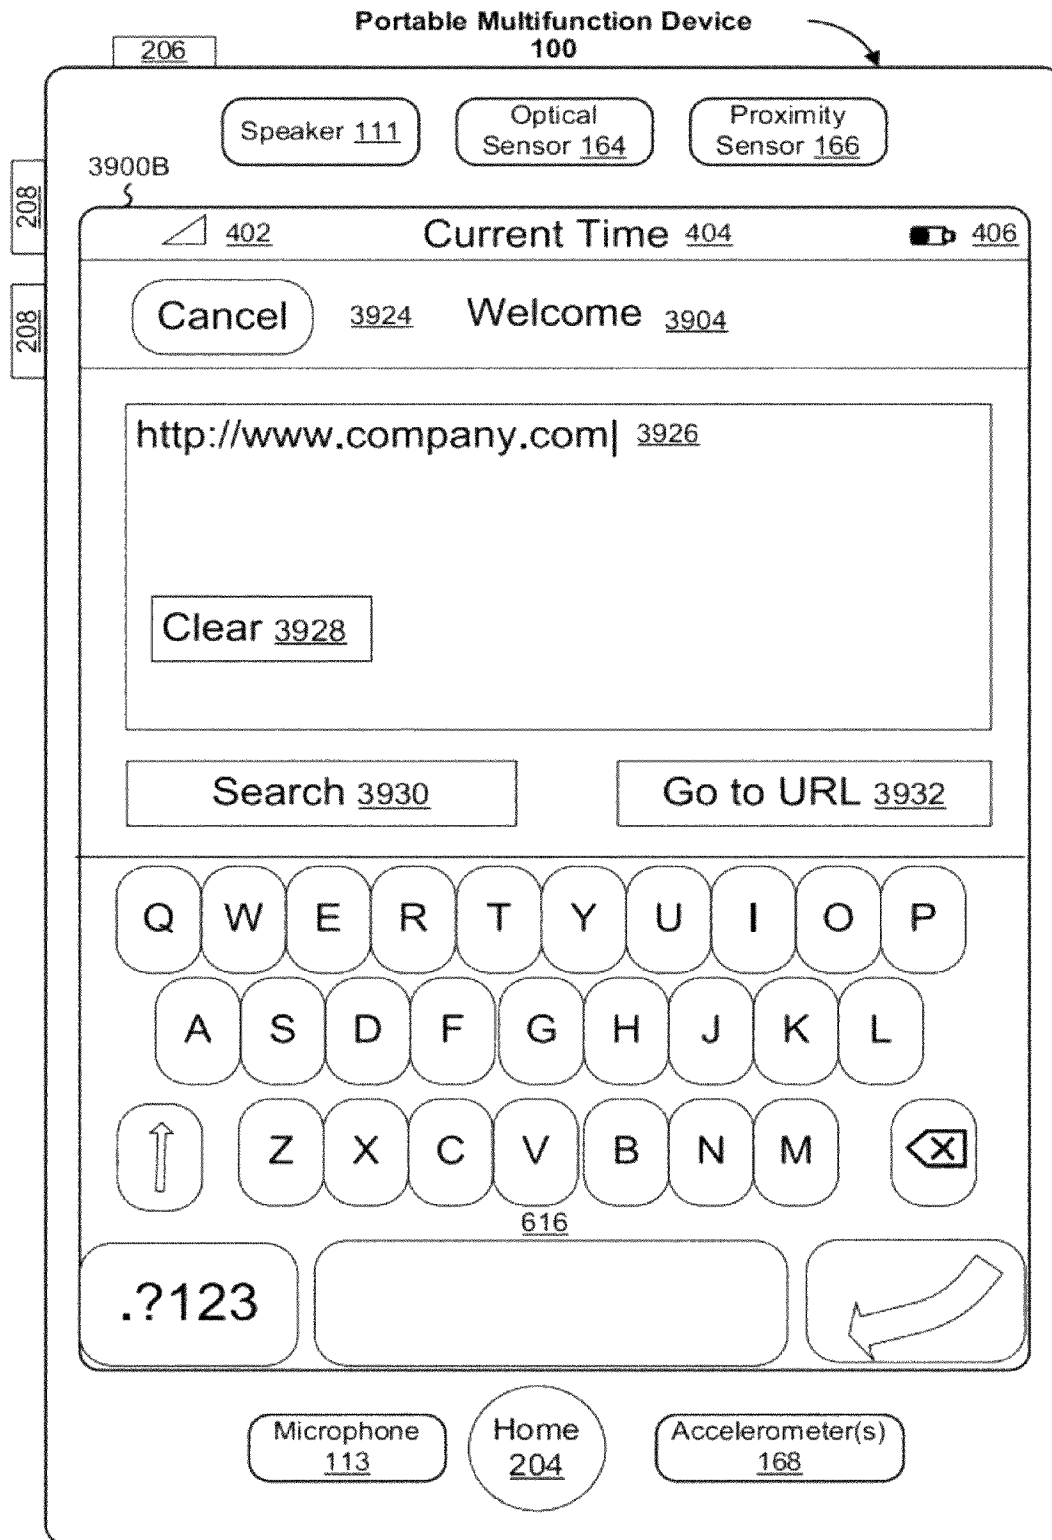 Portable Multifunction Device
100
206
Speaker 111
Optical
Sensor 164
Proximity
Sensor 166
3900B
208
208
402
Current Time 404
406
Cancel
3924
Welcome 3904
http://www.company.com| 3926
Clear 3928
Search 3930
Go to URL 3932
Q W E R T Y U I O P
A S D F G H J K L
Z X C V B N M
616
.?123
Microphone
113
Home
204
Accelerometer(s)
168